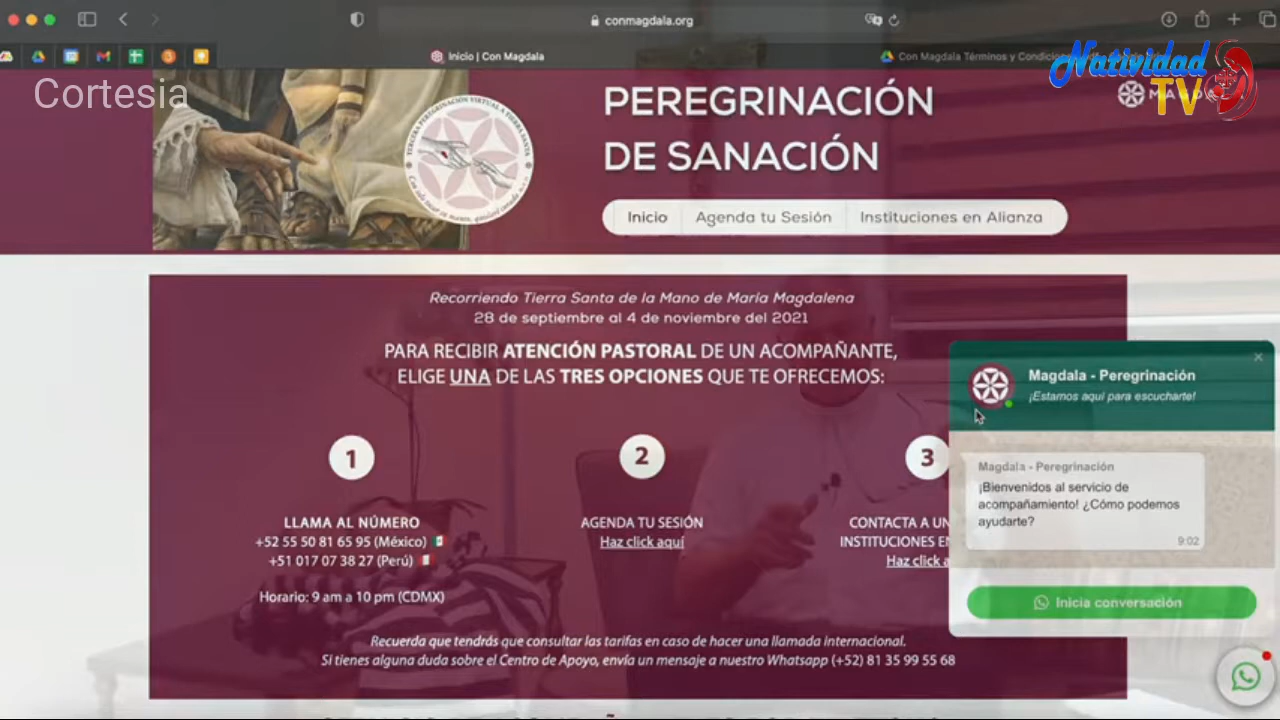 conmagdala.org
Inicio | Con Magdala
Con Magdala Términos y Condicio
Cortesia
Natividad
TV
PEREGRINACIÓN
DE SANACIÓN
TERCERA PEREGRINACIÓN VIRTUAL A TIERRA SANTA
Inicio
Agenda tu Sesión
Instituciones en Alianza
Recorriendo Tierra Santa de la Mano de María Magdalena
28 de septiembre al 4 de noviembre del 2021
PARA RECIBIR ATENCIÓN PASTORAL DE UN ACOMPAÑANTE,
ELIGE UNA DE LAS TRES OPCIONES QUE TE OFRECEMOS:
1
LLAMA AL NÚMERO
+52 55 50 81 65 95 (México)
+51 017 07 38 27 (Perú)
Horario: 9 am a 10 pm (CDMX)
2
AGENDA TU SESIÓN
Haz click aquí
3
CONTACTA A UN
INSTITUCIONES EN
Haz click a
Recuerda que tendrás que consultar las tarifas en caso de hacer una llamada internacional.
Si tienes alguna duda sobre el Centro de Apoyo, envía un mensaje a nuestro Whatsapp (+52) 81 35 99 55 68
Magdala - Peregrinación
¡Estamos aquí para escucharte!
Magdala - Peregrinación
¡Bienvenidos al servicio de
acompañamiento! ¿Cómo podemos
ayudarte?
9:02
Inicia conversación